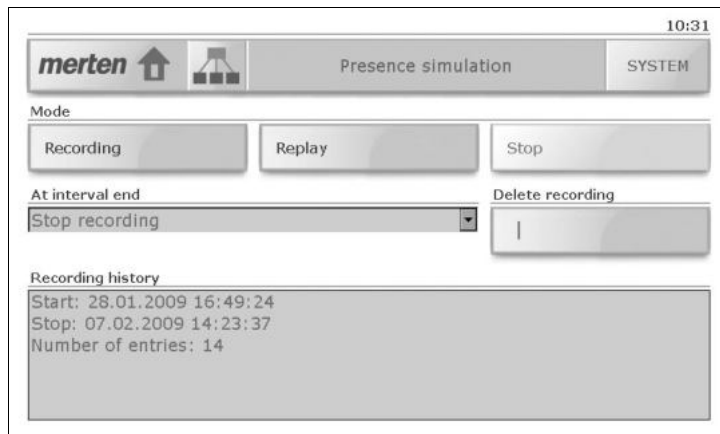 10:31
merten
Presence simulation
SYSTEM
Mode
Recording
Replay
Stop
At interval end
Delete recording
Stop recording
Recording history
Start: 28.01.2009 16:49:24
Stop: 07.02.2009 14:23:37
Number of entries: 14